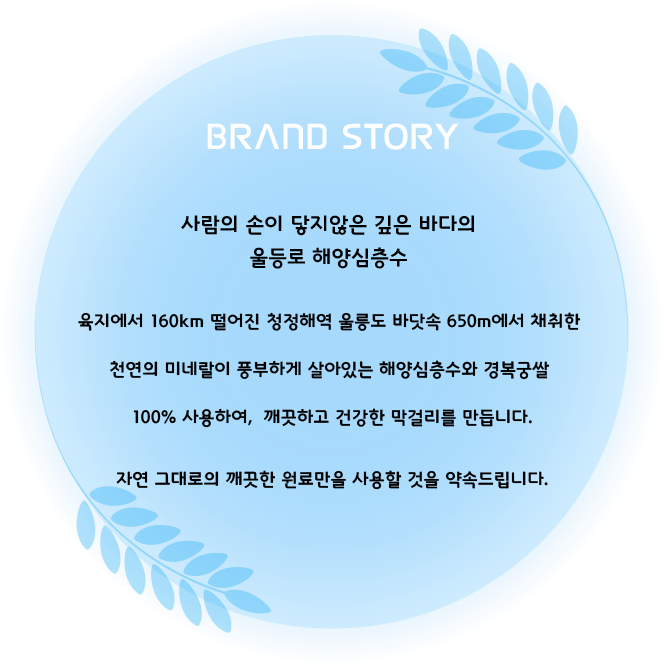 BRAND STORY
사람의 손이 닿지않은 깊은 바다의
울등로 해양심층수
육지에서 160km 떨어진 청정해역 울릉도 바닷속 650m에서 채취한
천연의 미네랄이 풍부하게 살아있는 해양심층수와 경복궁쌀
100% 사용하여, 깨끗하고 건강한 막걸리를 만듭니다.
자연 그대로의 깨끗한 원료만을 사용할 것을 약속드립니다.